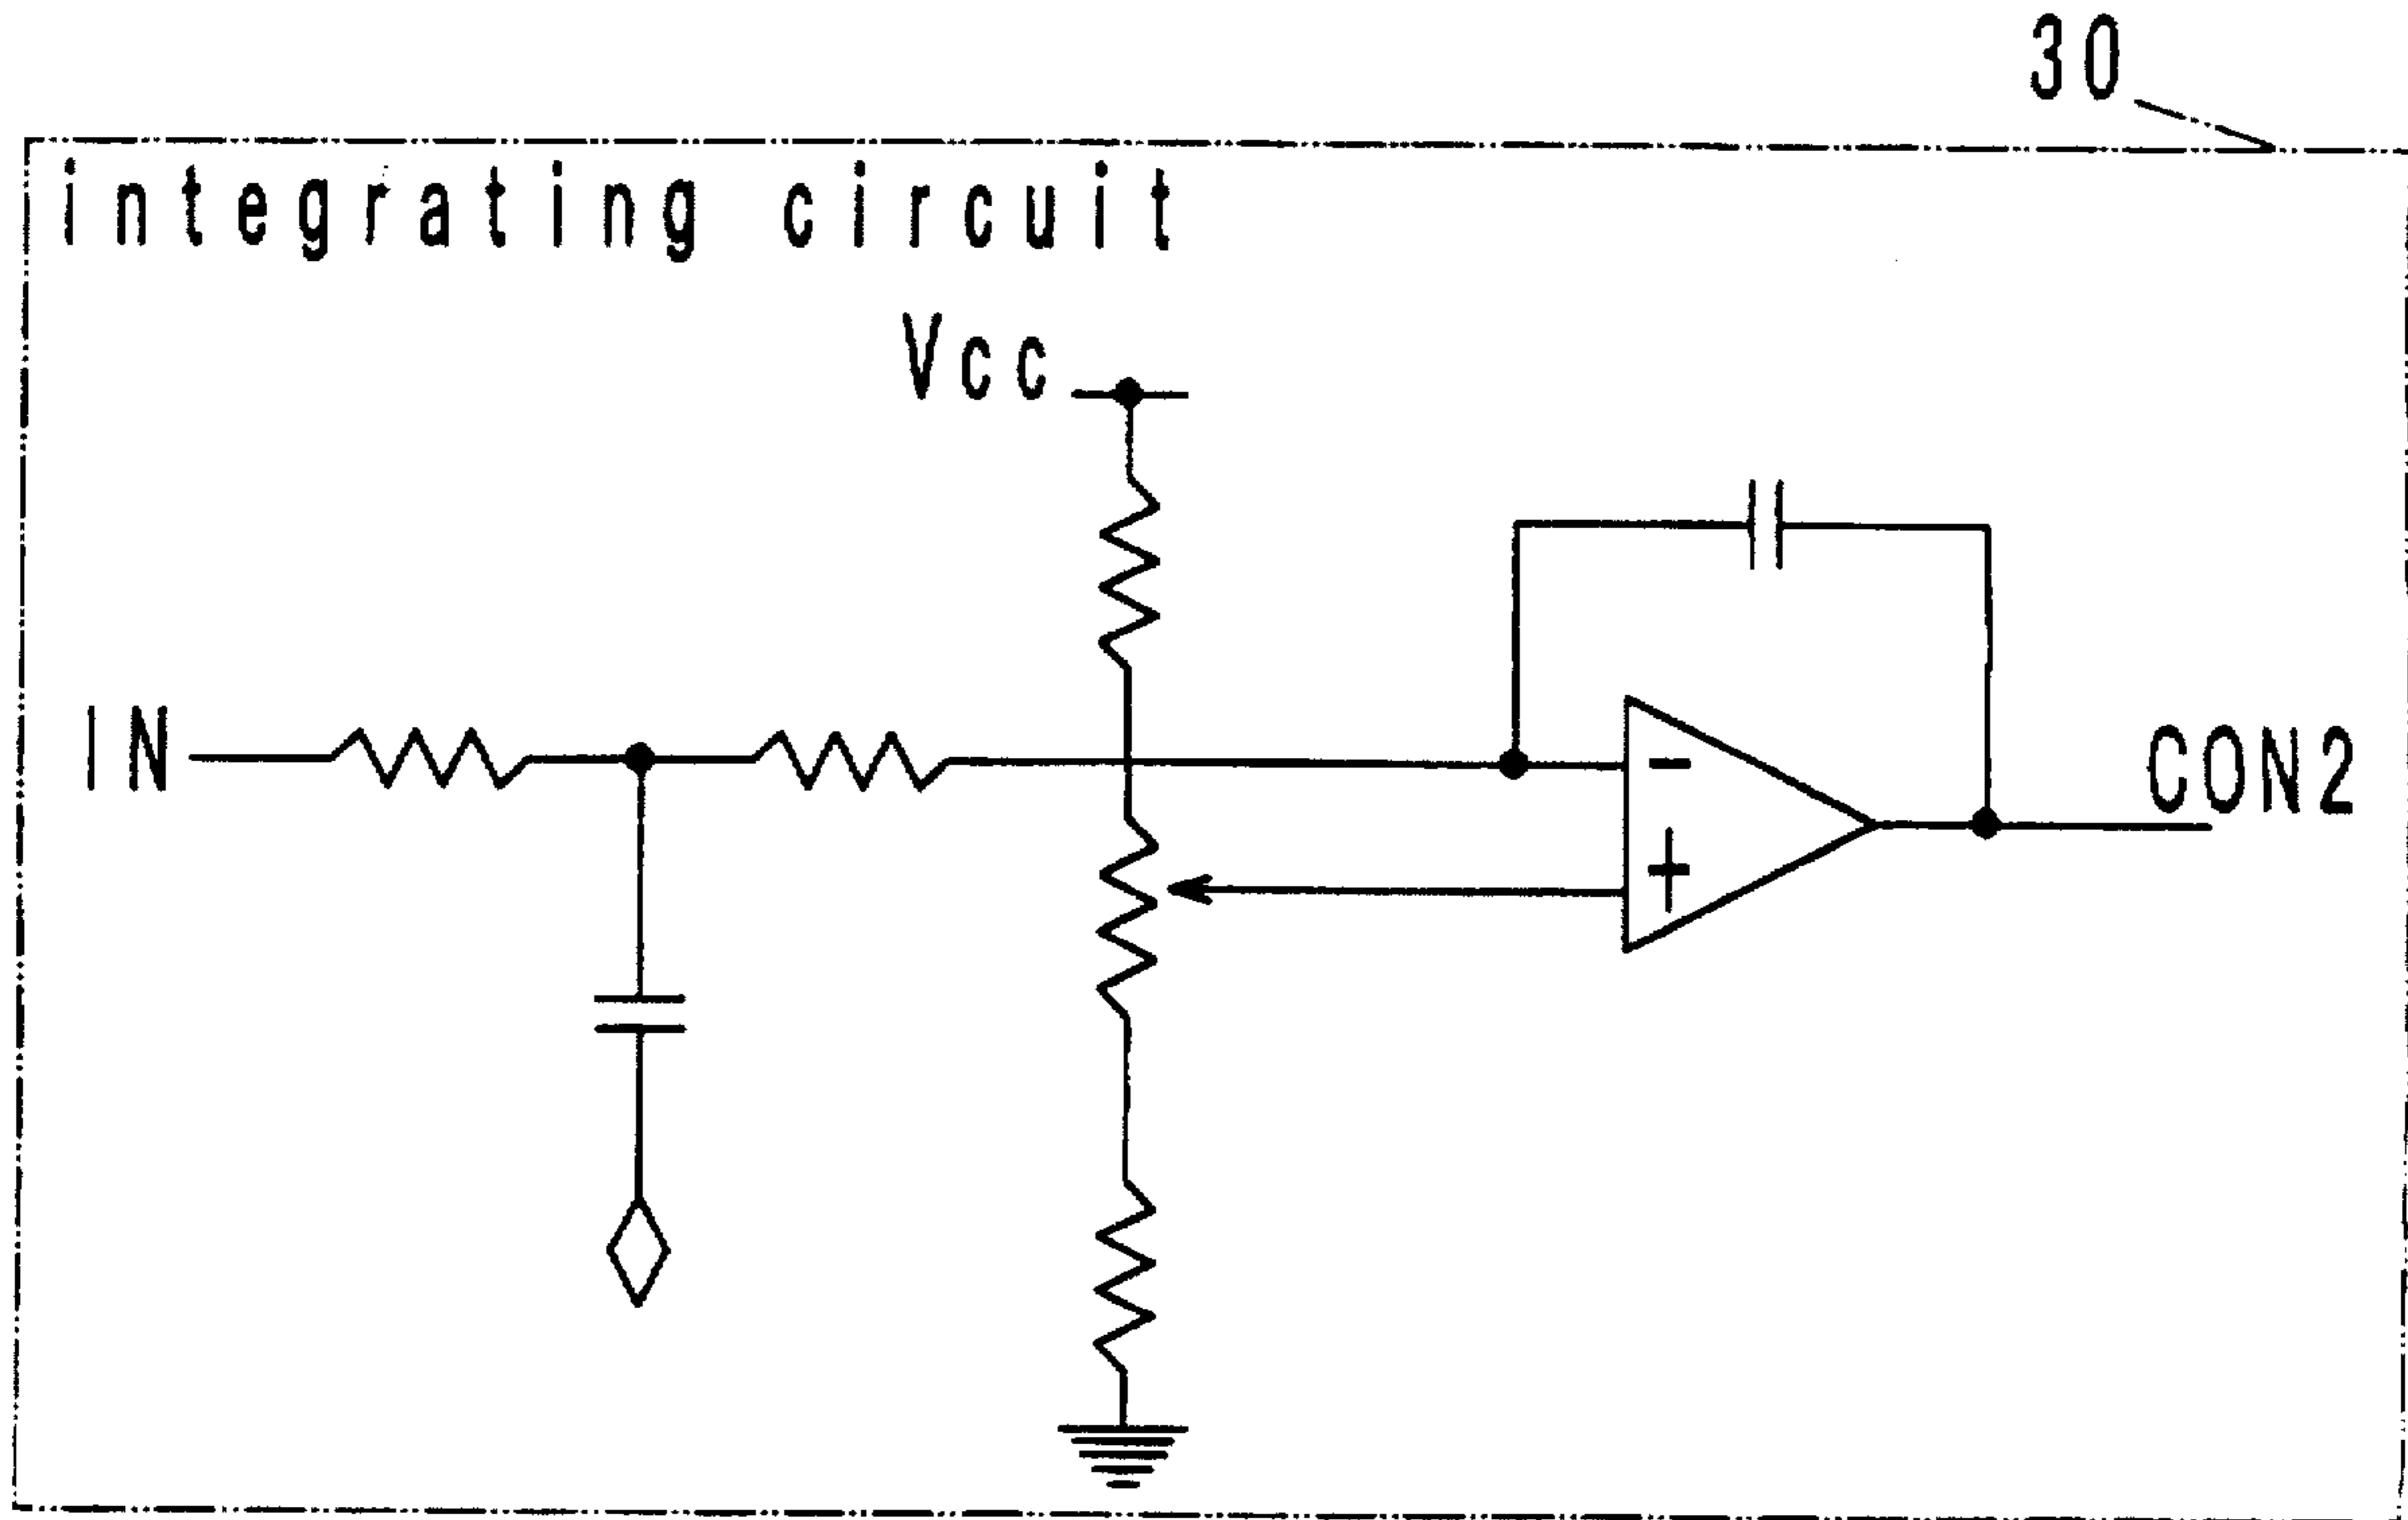 30
integrating circuit
Vcc
IN
-
+
CON2